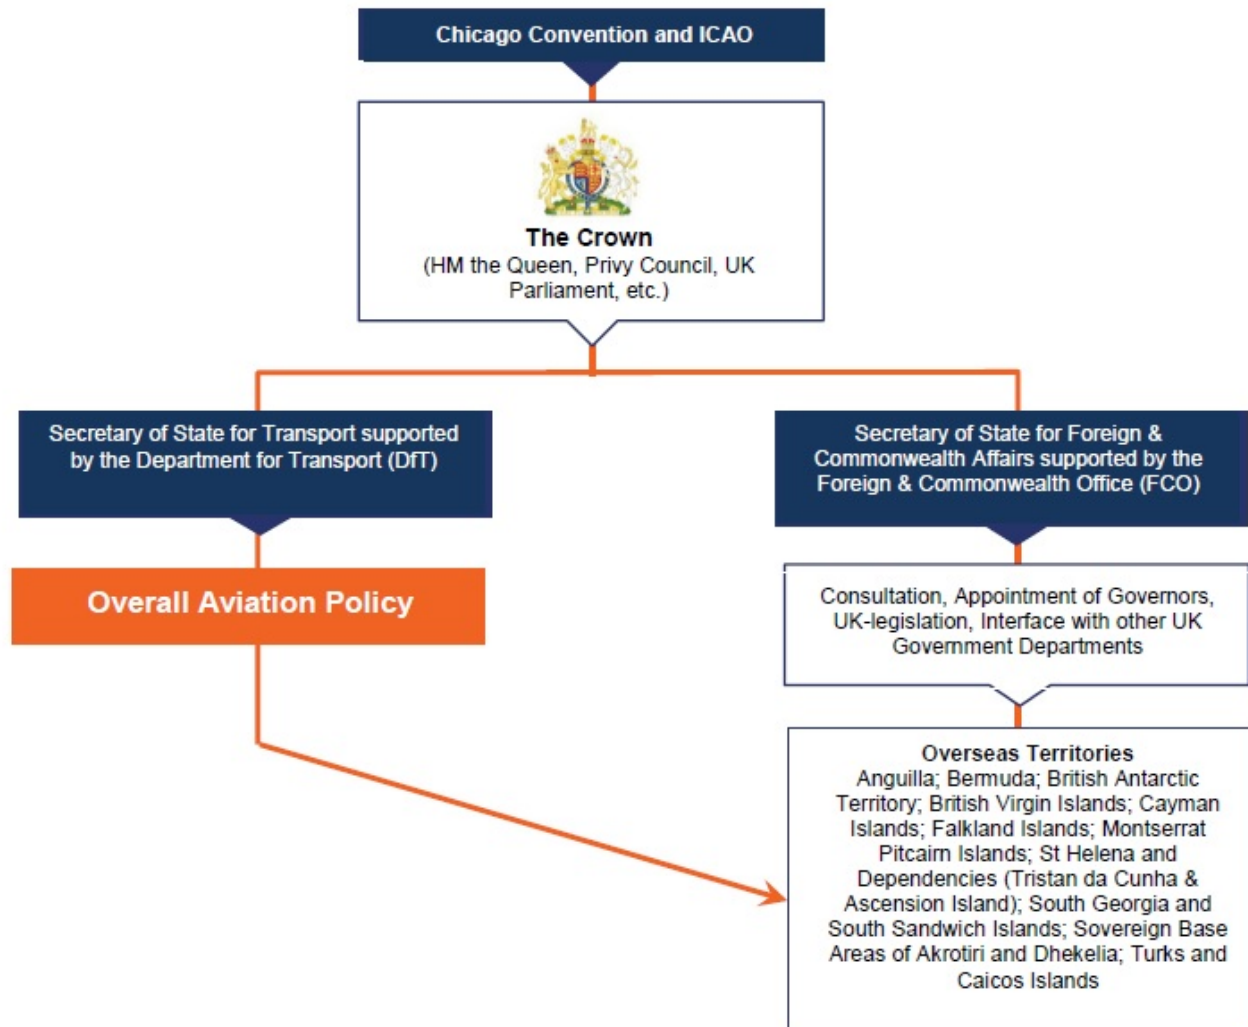 Chicago Convention and ICAO
The Crown
(HM the Queen, Privy Council, UK
Parliament, etc.)
Secretary of State for Transport supported
by the Department for Transport (DfT)
Secretary of State for Foreign &
Commonwealth Affairs supported by the
Foreign & Commonwealth Office (FCO)
Overall Aviation Policy
Consultation, Appointment of Governors,
UK-legislation, Interface with other UK
Government Departments
Overseas Territories
Anguilla; Bermuda; British Antarctic
Territory; British Virgin Islands; Cayman
Islands; Falkland Islands; Montserrat
Pitcairn Islands; St Helena and
Dependencies (Tristan da Cunha &
Ascension Island); South Georgia and
South Sandwich Islands; Sovereign Base
Areas of Akrotiri and Dhekelia; Turks and
Caicos Islands